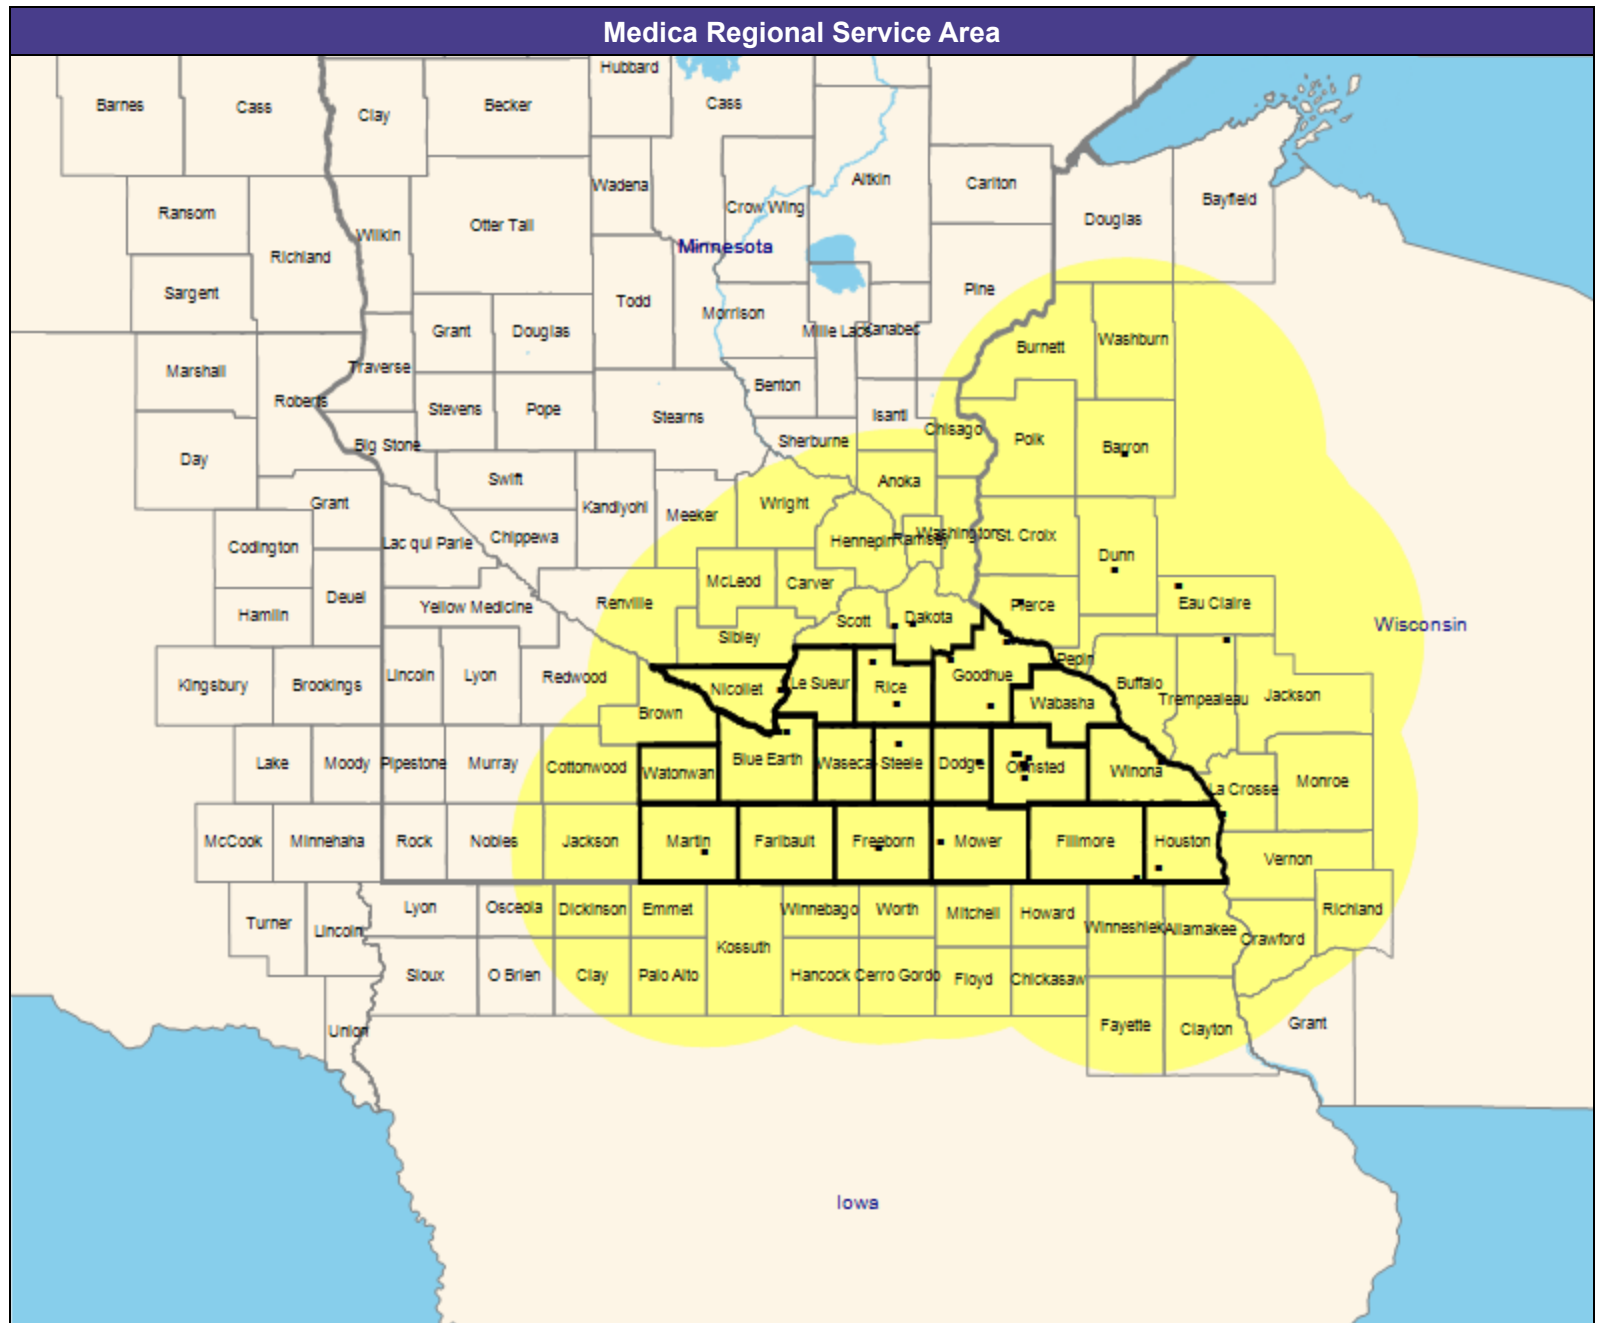 Medica Regional Service Area
Hubbard
Barnes
Cass
Clay
Becker
Cass
Wadena
Aitkin
Carlton
Ransom
Crow Wing
Bayfield
Douglas
Otter Tail
Wilkin
Minnesota
Richland
Sargent
Pine
Todd
Morrison
Grant
Douglas
Mille Lacs
Kanabec
Burnett
Washburn
Marshall
Traverse
Benton
Roberts
Stevens
Pope
Stearns
Isanti
Chisago
Polk
Barron
Big Stone
Sherburne
Day
Swift
Anoka
Grant
Kandiyohi
Meeker
Wright
Codington
Lac qui Parle
Chippewa
Hennepin
Ramsey
Washington
St. Croix
Dunn
McLeod
Carver
Deuel
Hamlin
Yellow Medicine
Renville
Scott
Dakota
Pierce
Eau Claire
Sibley
Wisconsin
Pepin
Kingsbury
Brookings
Lincoln
Lyon
Redwood
Nicollet
Le Sueur
Rice
Goodhue
Buffalo
Trempealeau
Jackson
Brown
Wabasha
Lake
Moody
Pipestone
Murray
Cottonwood
Watonwan
Blue Earth
Waseca
Steele
Dodge
Olmsted
Winona
La Crosse
Monroe
McCook
Minnehaha
Rock
Nobles
Jackson
Martin
Faribault
Freeborn
Mower
Fillmore
Houston
Vernon
Turner
Lincoln
Lyon
Osceola
Dickinson
Emmet
Kossuth
Winnebago
Worth
Mitchell
Howard
Winneshiek
Allamakee
Crawford
Richland
Sioux
O Brien
Clay
Palo Alto
Hancock
Cerro Gordo
Floyd
Chickasaw
Union
Fayette
Clayton
Grant
Iowa